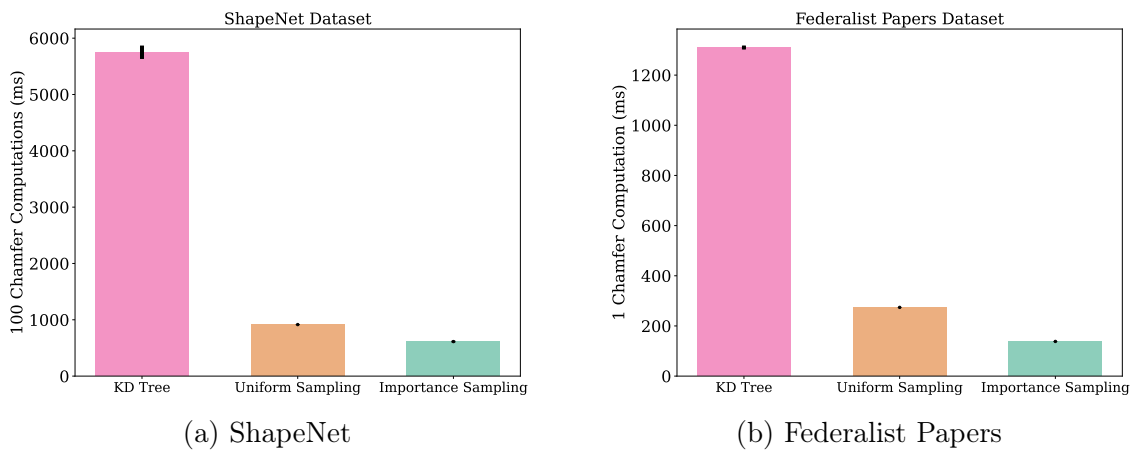 ShapeNet Dataset
100 Chamfer Computations (ms)
6000
5000
4000
3000
2000
1000
0
KD Tree
Uniform Sampling
Importance Sampling
(a) ShapeNet
Federalist Papers Dataset
1 Chamfer Computation (ms)
1200
1000
800
600
400
200
0
KD Tree
Uniform Sampling
Importance Sampling
(b) Federalist Papers